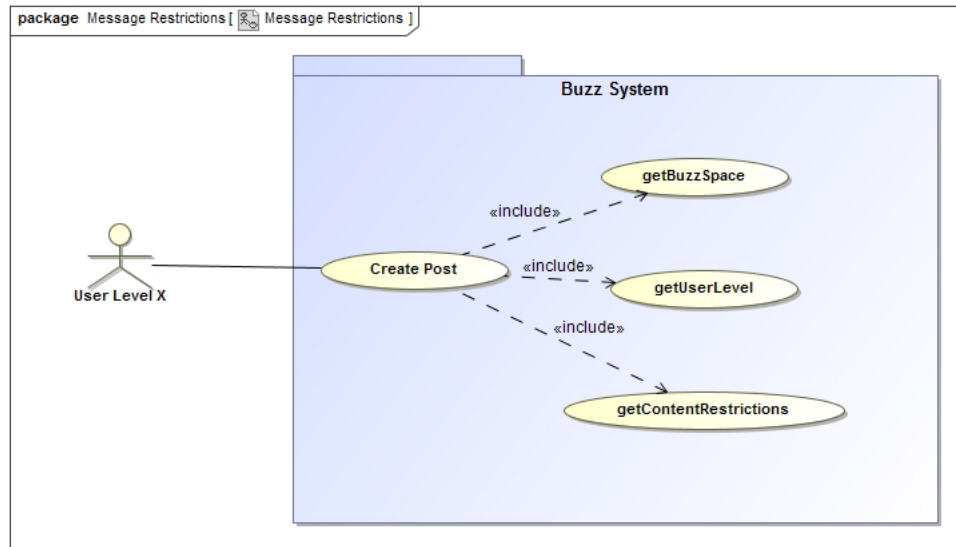 package Message Restrictions [ Message Restrictions ]
Buzz System
getBuzzSpace
«include»
Create Post
«include»
getUserLevel
User Level X
«include»
getContentRestrictions